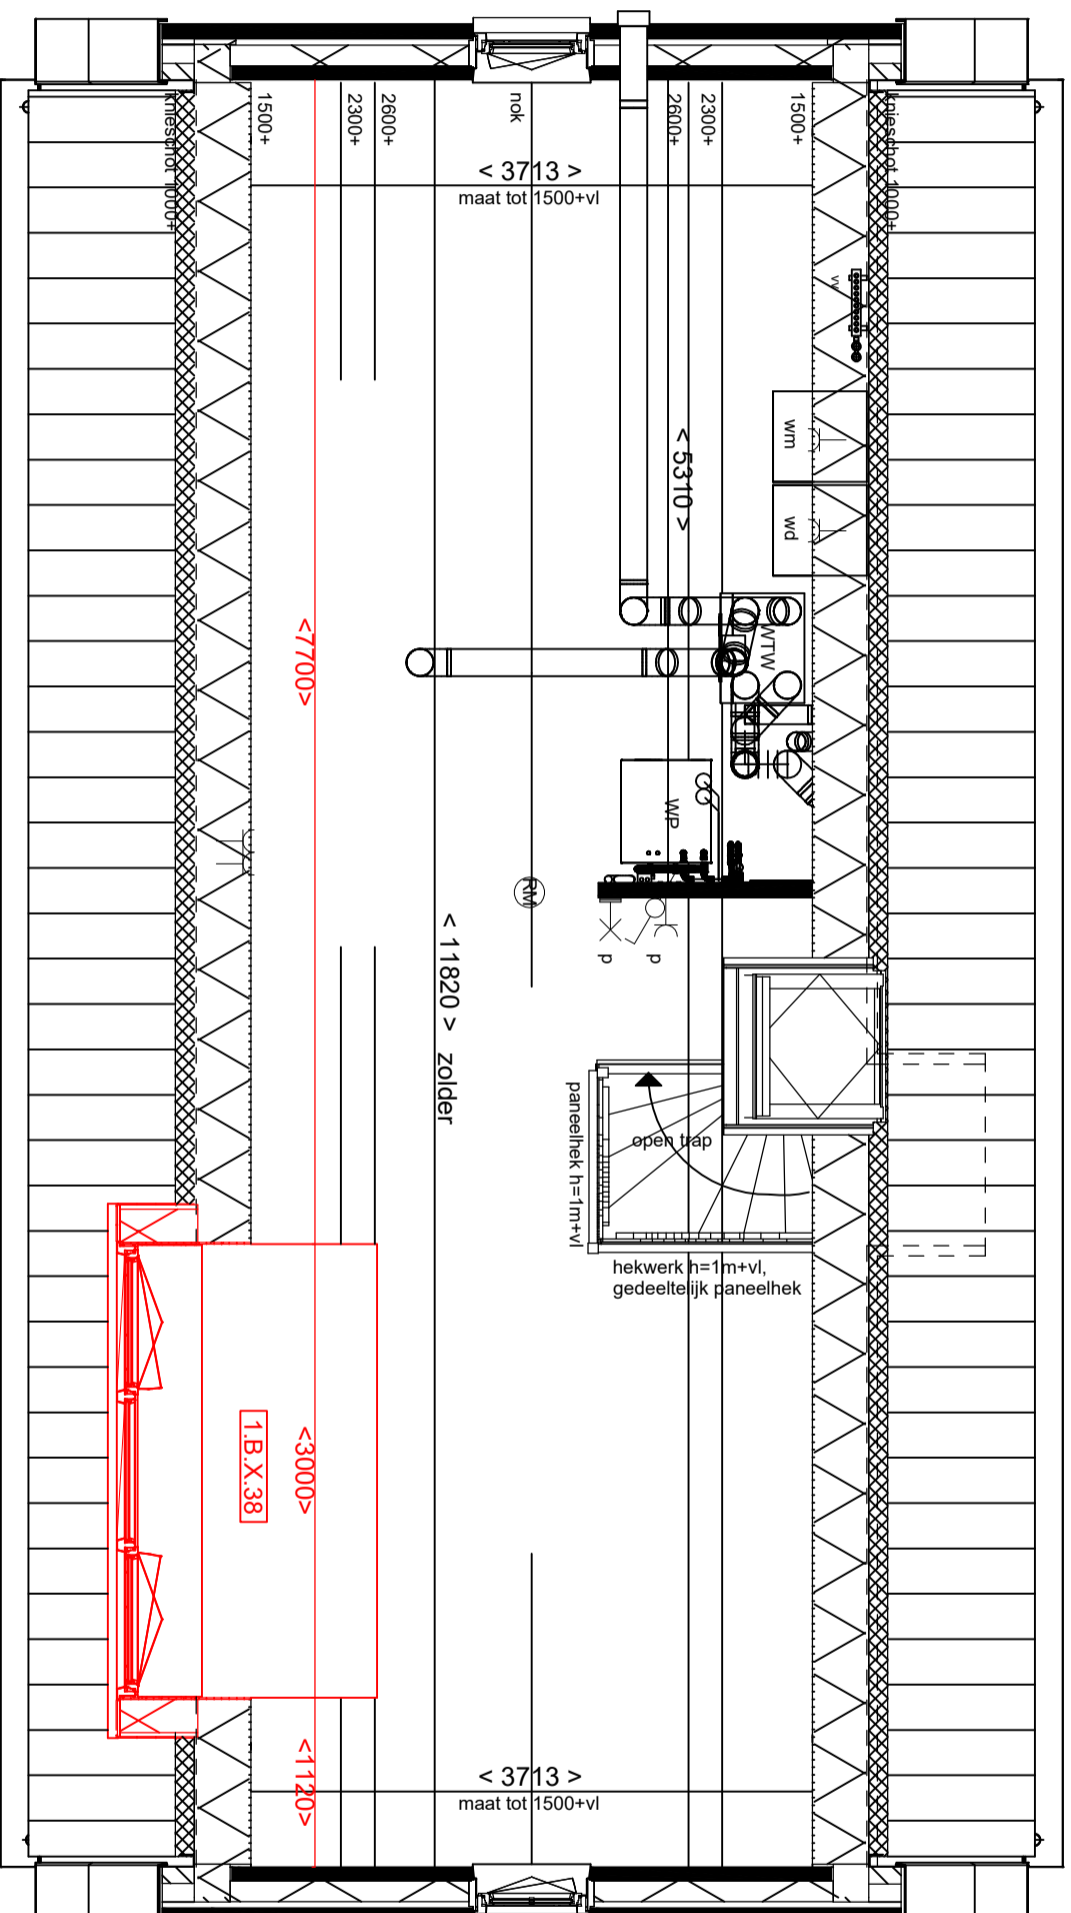 knieschot 1000+
1500+
2300+
2600+
nok
2600+
2300+
1500+
knieschot 1000+
< 3713 >
maat tot 1500+vl
< 5310 >
wm
wd
WTW
<7700>
WP
RM
p
p
< 11820 > zolder
paneelhek h=1m+vl
open trap
hekwerk h=1m+vl,
gedeeltelijk paneelhek
1.B.X.38
<3000>
<1120>
< 3713 >
maat tot 1500+vl